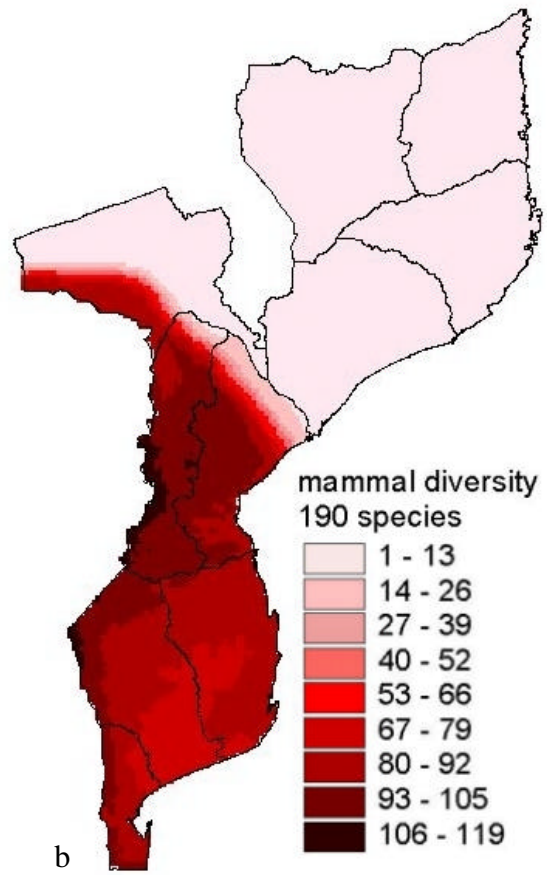 mammal diversity
190 species
1 - 13
14 - 26
27 - 39
40 - 52
53 - 66
67 - 79
80 - 92
93 - 105
106 - 119
b